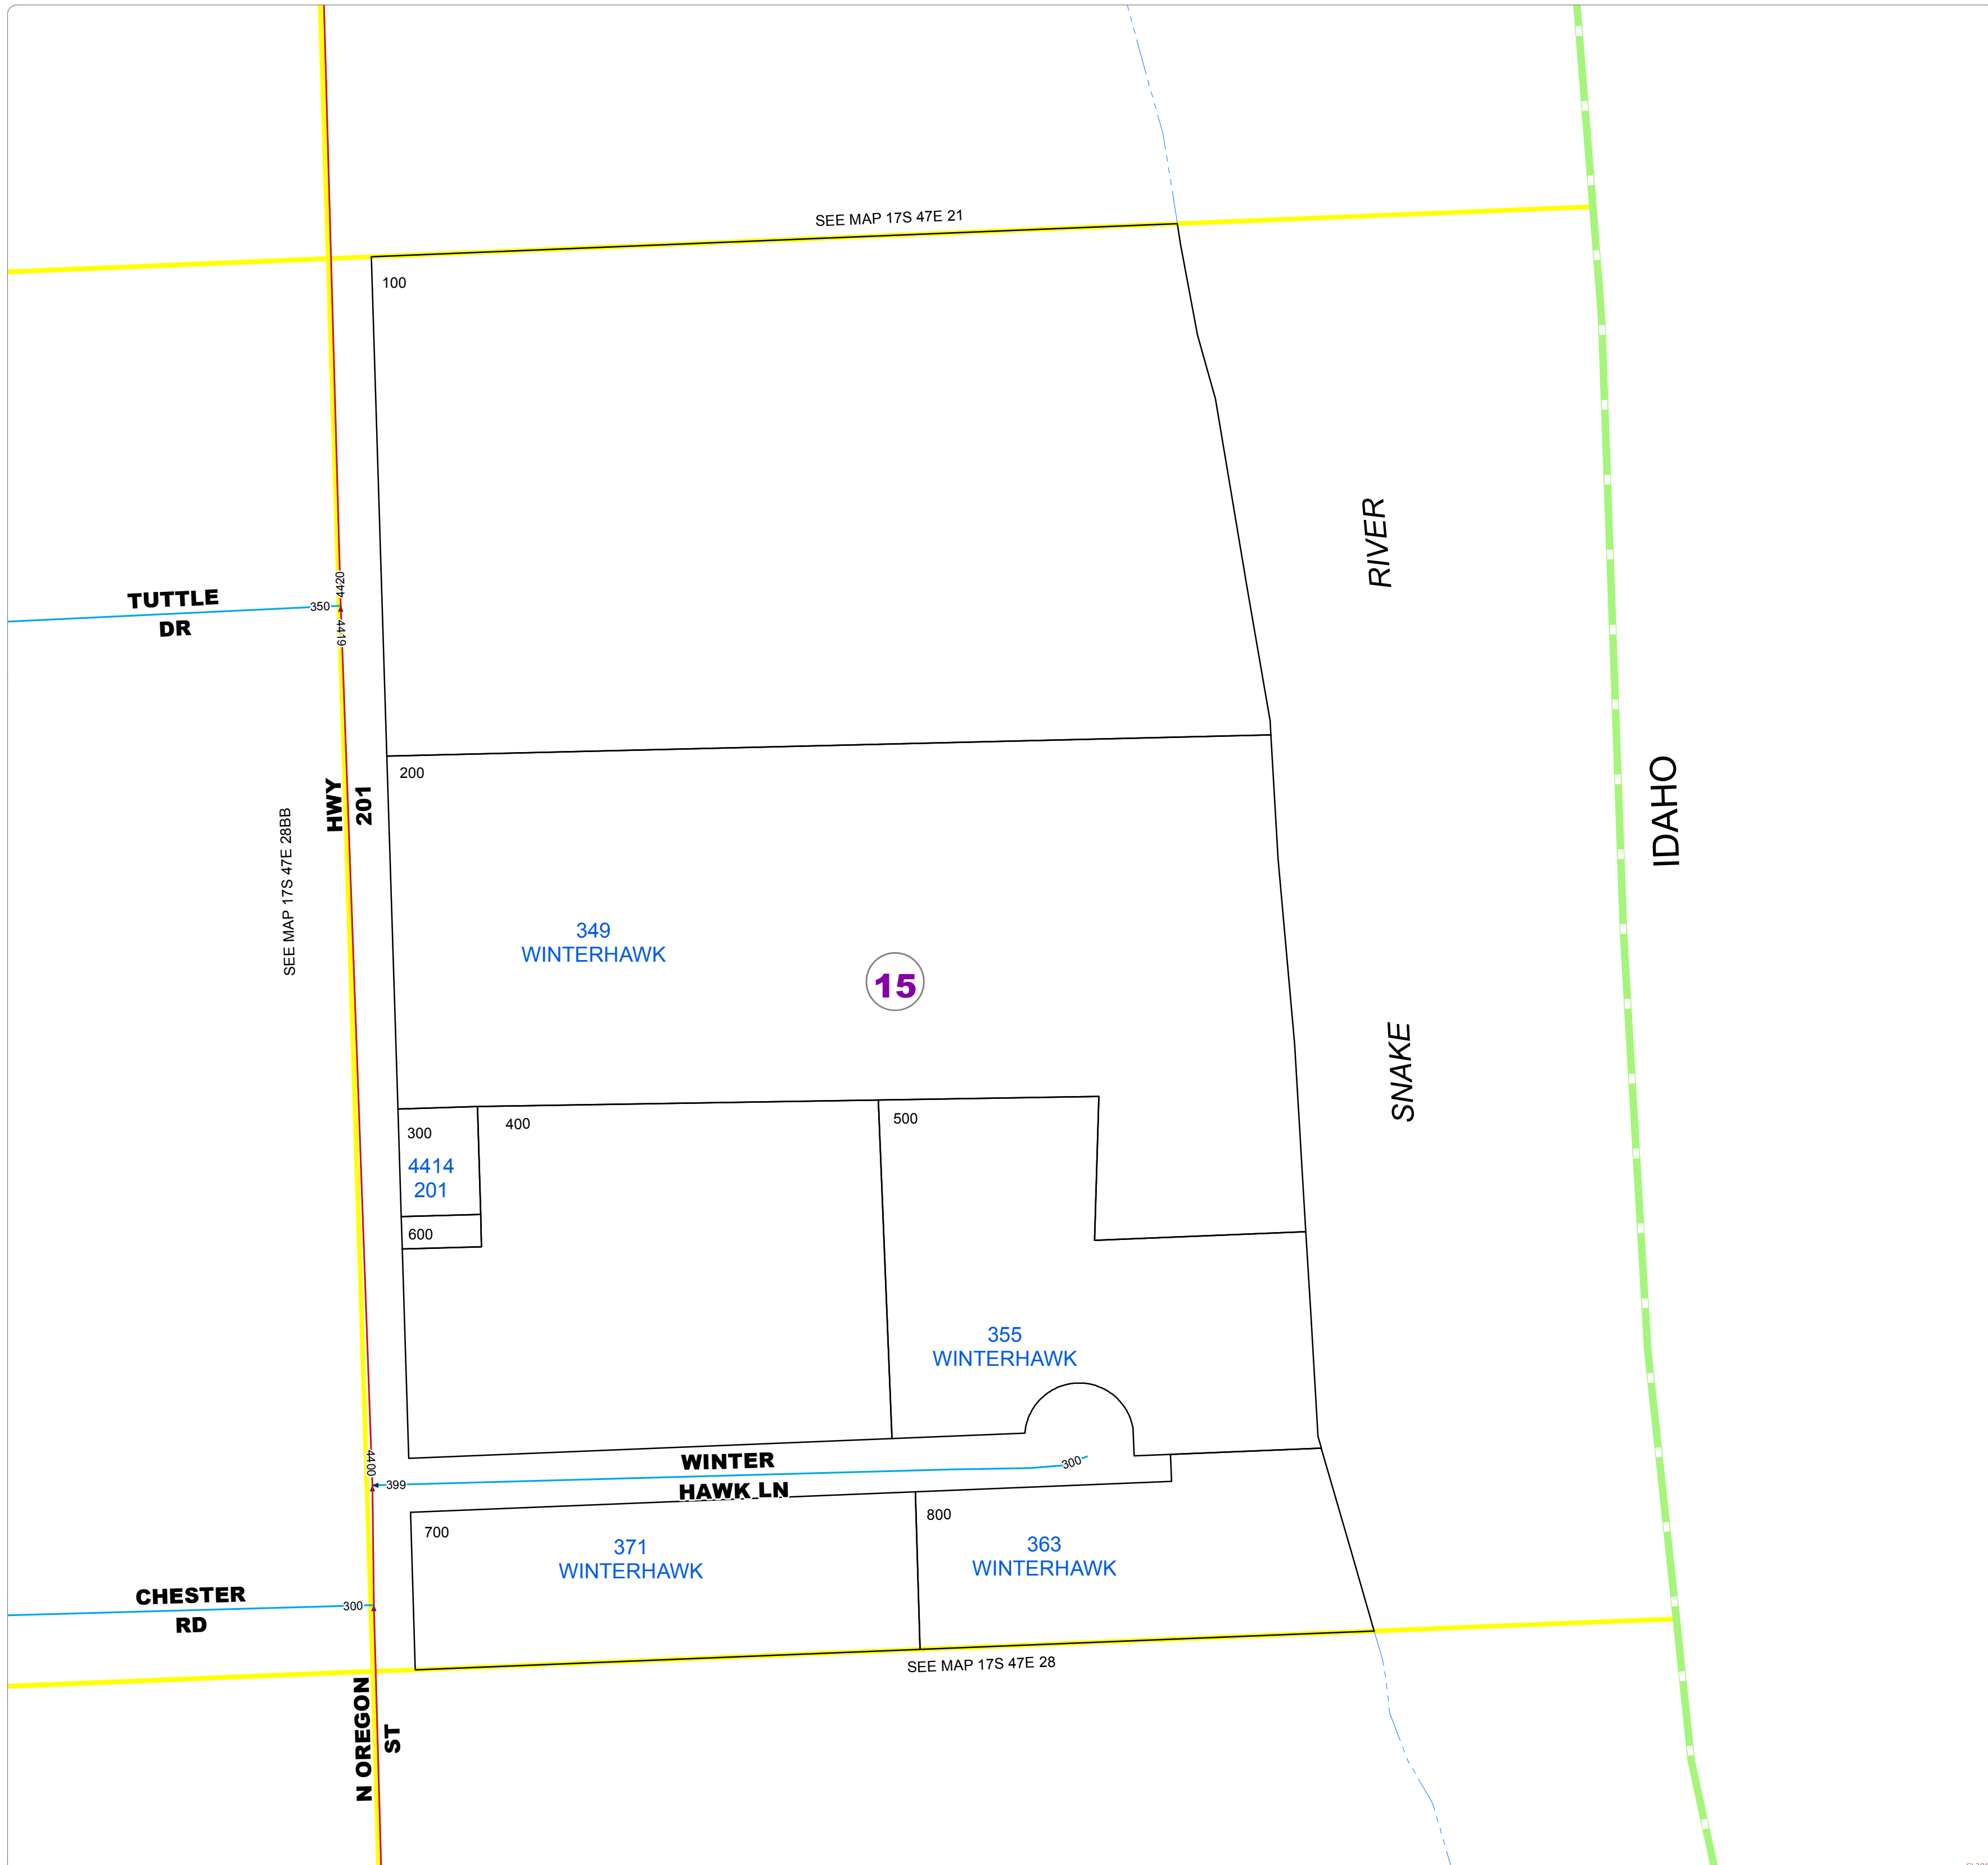 SEE MAP 17S 47E 21
100
4420
TUTTLE
DR
350
4419
RIVER
IDAHO
200
HWY
201
SEE MAP 17S 47E 28BB
349
WINTERHAWK
15
SNAKE
300
400
500
4414
201
600
355
WINTERHAWK
4400
WINTER
HAWK LN
300
399
700
800
371
WINTERHAWK
363
WINTERHAWK
CHESTER
RD
300
SEE MAP 17S 47E 28
N OREGON
ST